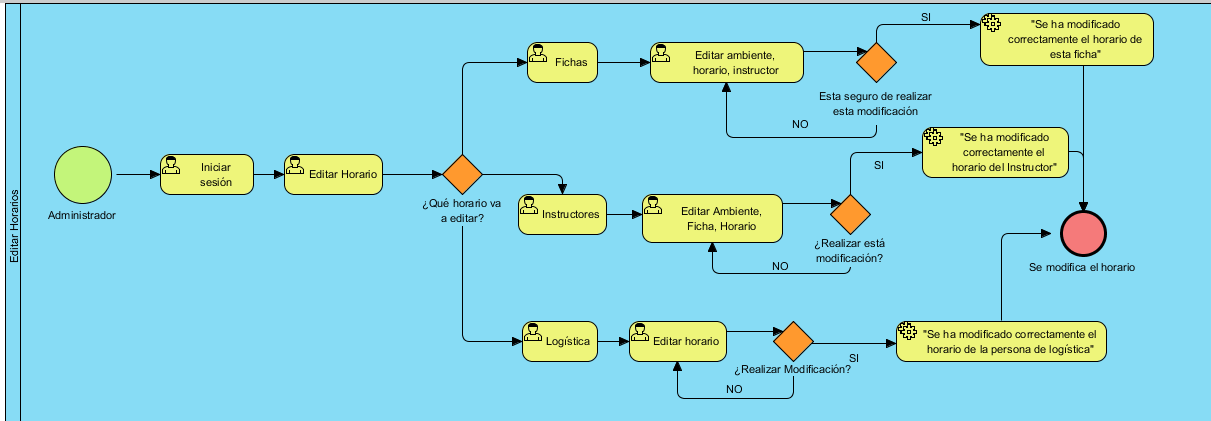 Editar Horarios
Administrador
Iniciar
sesión
Editar Horario
¿Qué horario va
a editar?
Fichas
Editar ambiente,
horario, instructor
Esta seguro de realizar
esta modificación
NO
SI
"Se ha modificado
correctamente el horario de
esta ficha"
Instructores
Editar Ambiente,
Ficha, Horario
¿Realizar está
modificación?
NO
SI
"Se ha modificado
correctamente el
horario del Instructor"
Se modifica el horario
Logística
Editar horario
¿Realizar Modificación?
NO
SI
"Se ha modificado correctamente el
horario de la persona de logística"